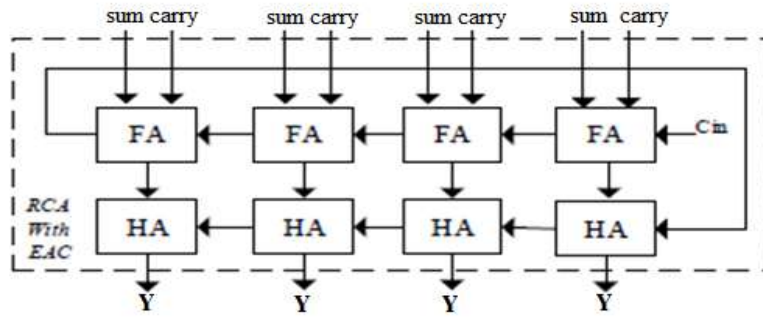 sum carry sum carry sum carry sum carry
FA FA FA FA Cin
RCA
With
EAC
HA HA HA HA
Y Y Y Y